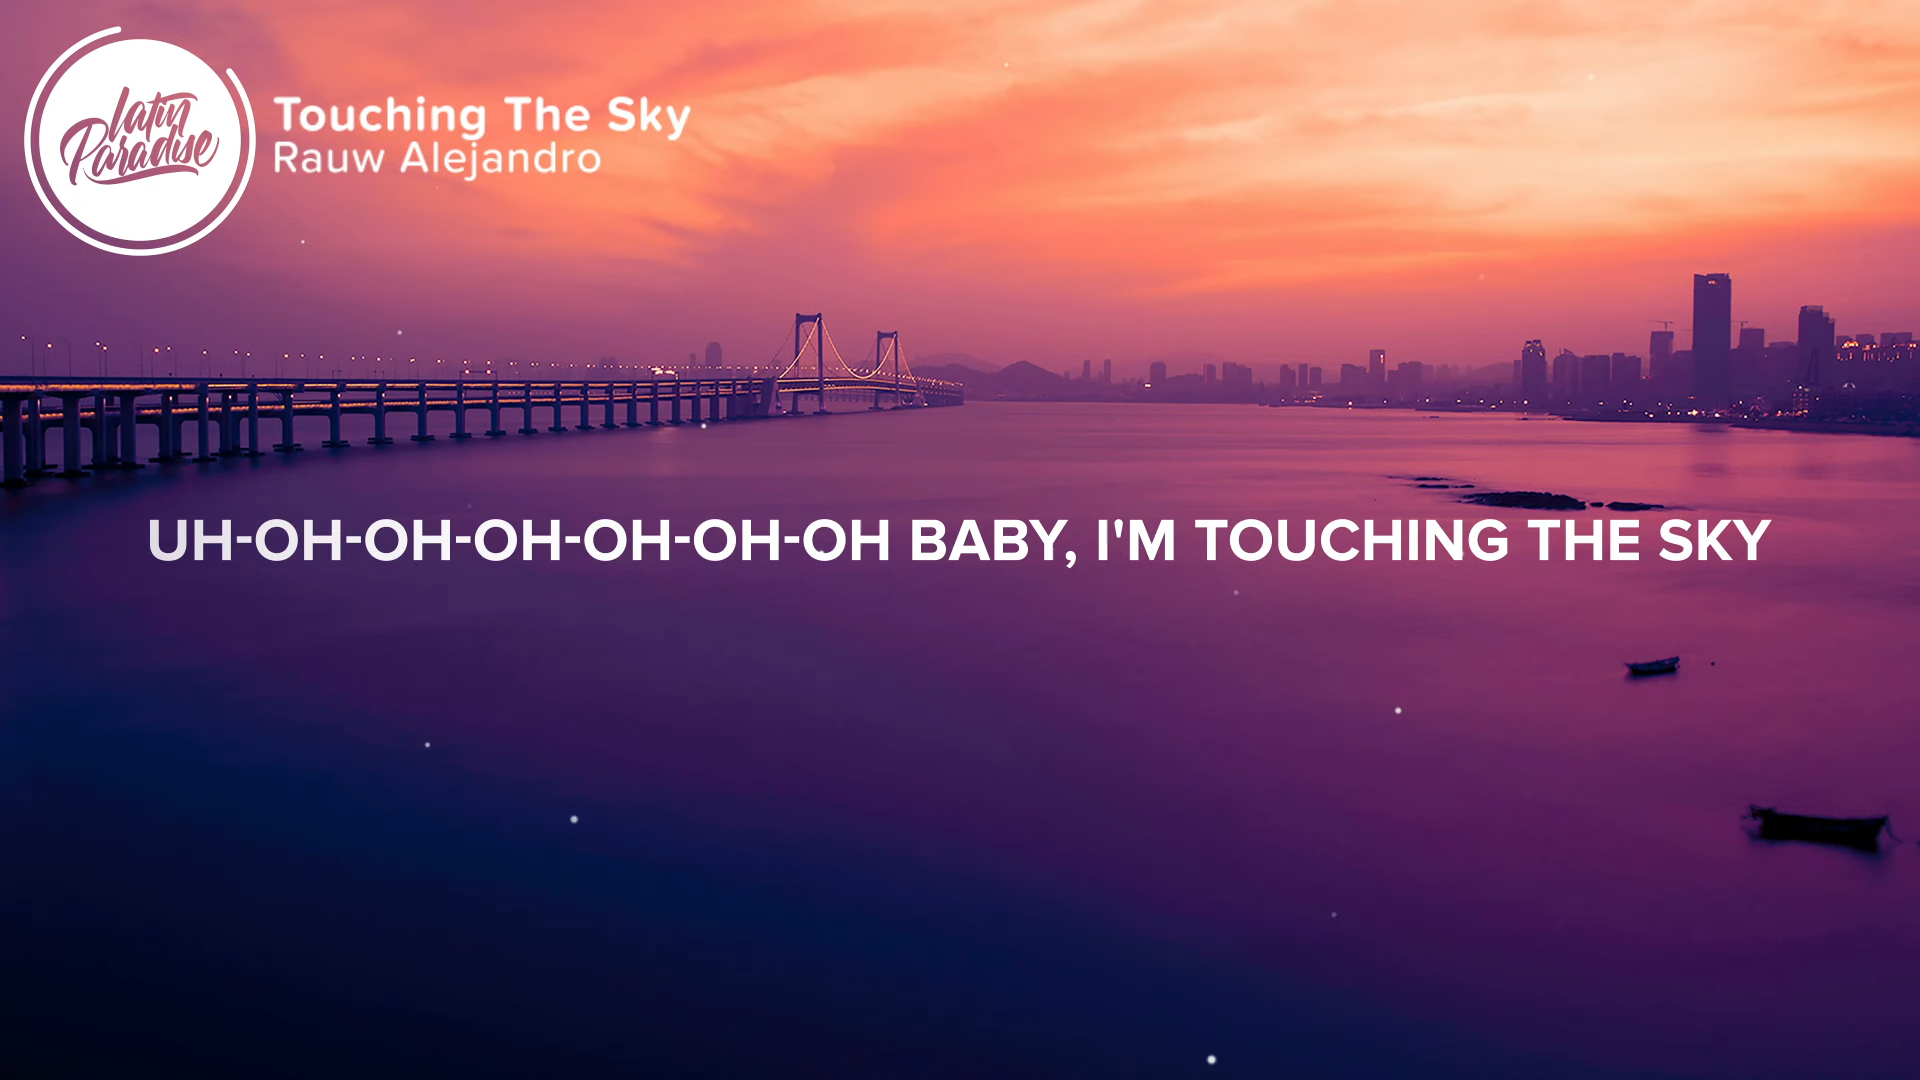 latin
Paradise
Touching The Sky
Rauw Alejandro
UH-OH-OH-OH-OH-OH-OH BABY, I'M TOUCHING THE SKY